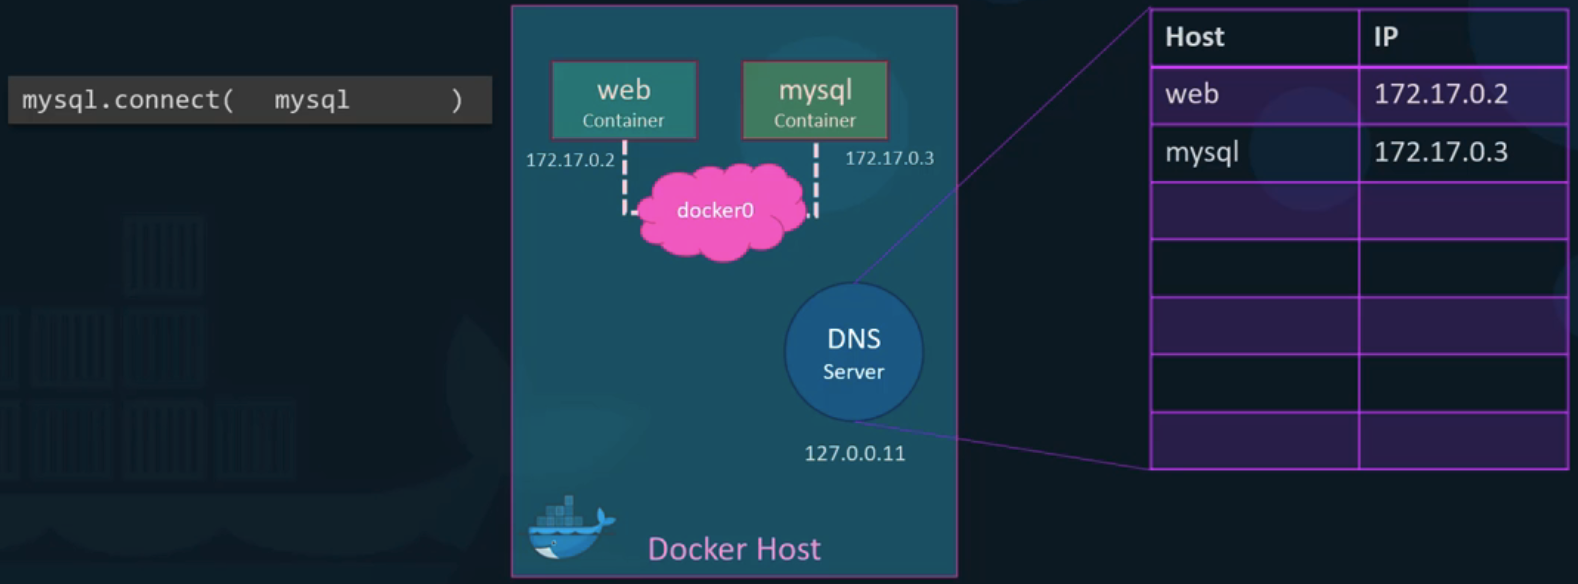 mysql.connect( mysql )
web
Container
172.17.0.2
mysql
Container
172.17.0.3
docker0
DNS
Server
127.0.0.11
Docker Host
Host IP
web 172.17.0.2
mysql 172.17.0.3